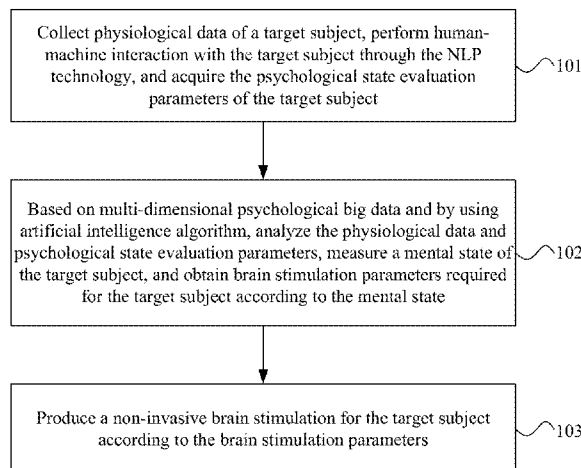 Collect physiological data of a target subject, perform human-
machine interaction with the target subject through the NLP
technology, and acquire the psychological state evaluation
parameters of the target subject
101
Based on multi-dimensional psychological big data and by using
artificial intelligence algorithm, analyze the physiological data and
psychological state evaluation parameters, measure a mental state of
the target subject, and obtain brain stimulation parameters required
for the target subject according to the mental state
102
Produce a non-invasive brain stimulation for the target subject
according to the brain stimulation parameters
103